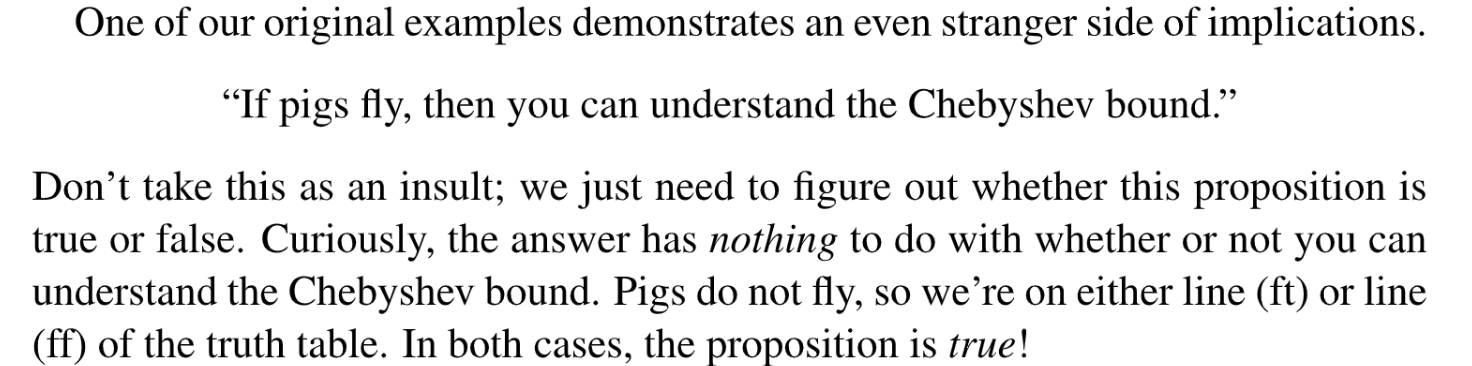 One of our original examples demonstrates an even stranger side of implications.
“If pigs fly, then you can understand the Chebyshev bound.”
Don’t take this as an insult; we just need to figure out whether this proposition is
true or false. Curiously, the answer has nothing to do with whether or not you can
understand the Chebyshev bound. Pigs do not fly, so we’re on either line (ft) or line
(ff) of the truth table. In both cases, the proposition is true!